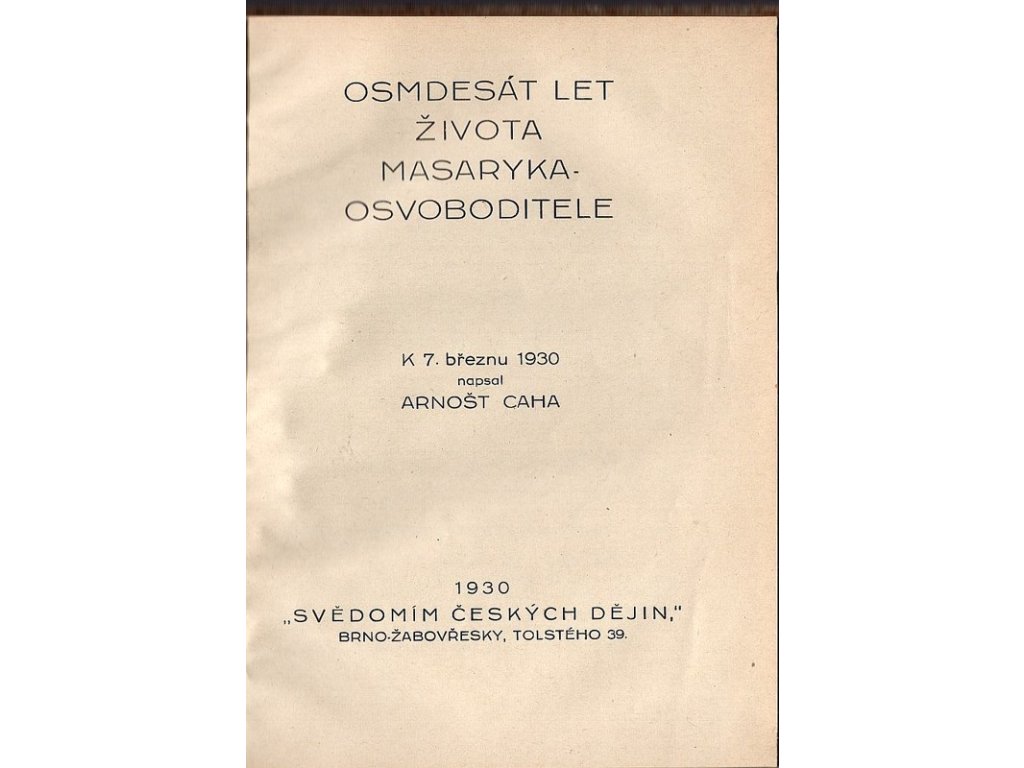 OSMDESÁT LET
ŽIVOTA
MASARYKA-
OSVOBODITELE
K 7. březnu 1930
napsal
ARNOŠT CAHA
1930
„SVĚDOMÍM ČESKÝCH DĚJIN,“
BRNO-ŽABOVŘESKY, TOLSTÉHO 39.